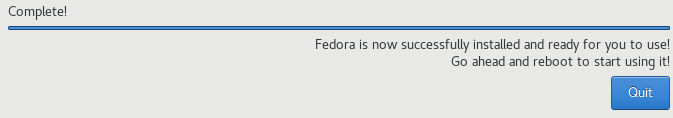 Complete!
Fedora is now successfully installed and ready for you to use!
Go ahead and reboot to start using it!
Quit